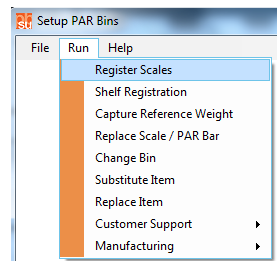 SU Setup PAR Bins
File Run Help
Register Scales
Shelf Registration
Capture Reference Weight
Replace Scale / PAR Bar
Change Bin
Substitute Item
Replace Item
Customer Support
Manufacturing